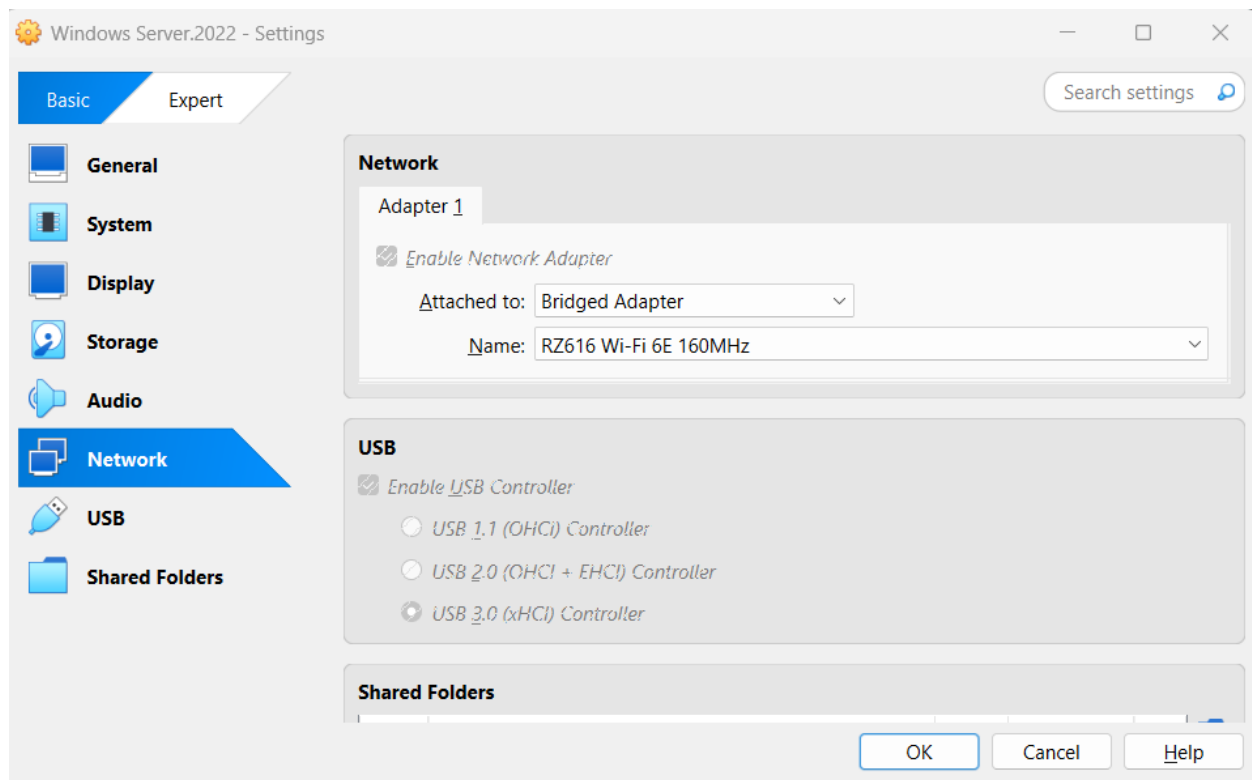 Windows Server.2022 - Settings
Basic
Expert
Search settings
General
System
Display
Storage
Audio
Network
USB
Shared Folders
Network
Adapter 1
Enable Network Adapter
Attached to: Bridged Adapter
Name: RZ616 Wi-Fi 6E 160MHz
USB
Enable USB Controller
USB 1.1 (OHCi) Controller
USB 2.0 (OHCI + EHCI) Controller
USB 3.0 (xHCI) Controller
Shared Folders
OK
Cancel
Help